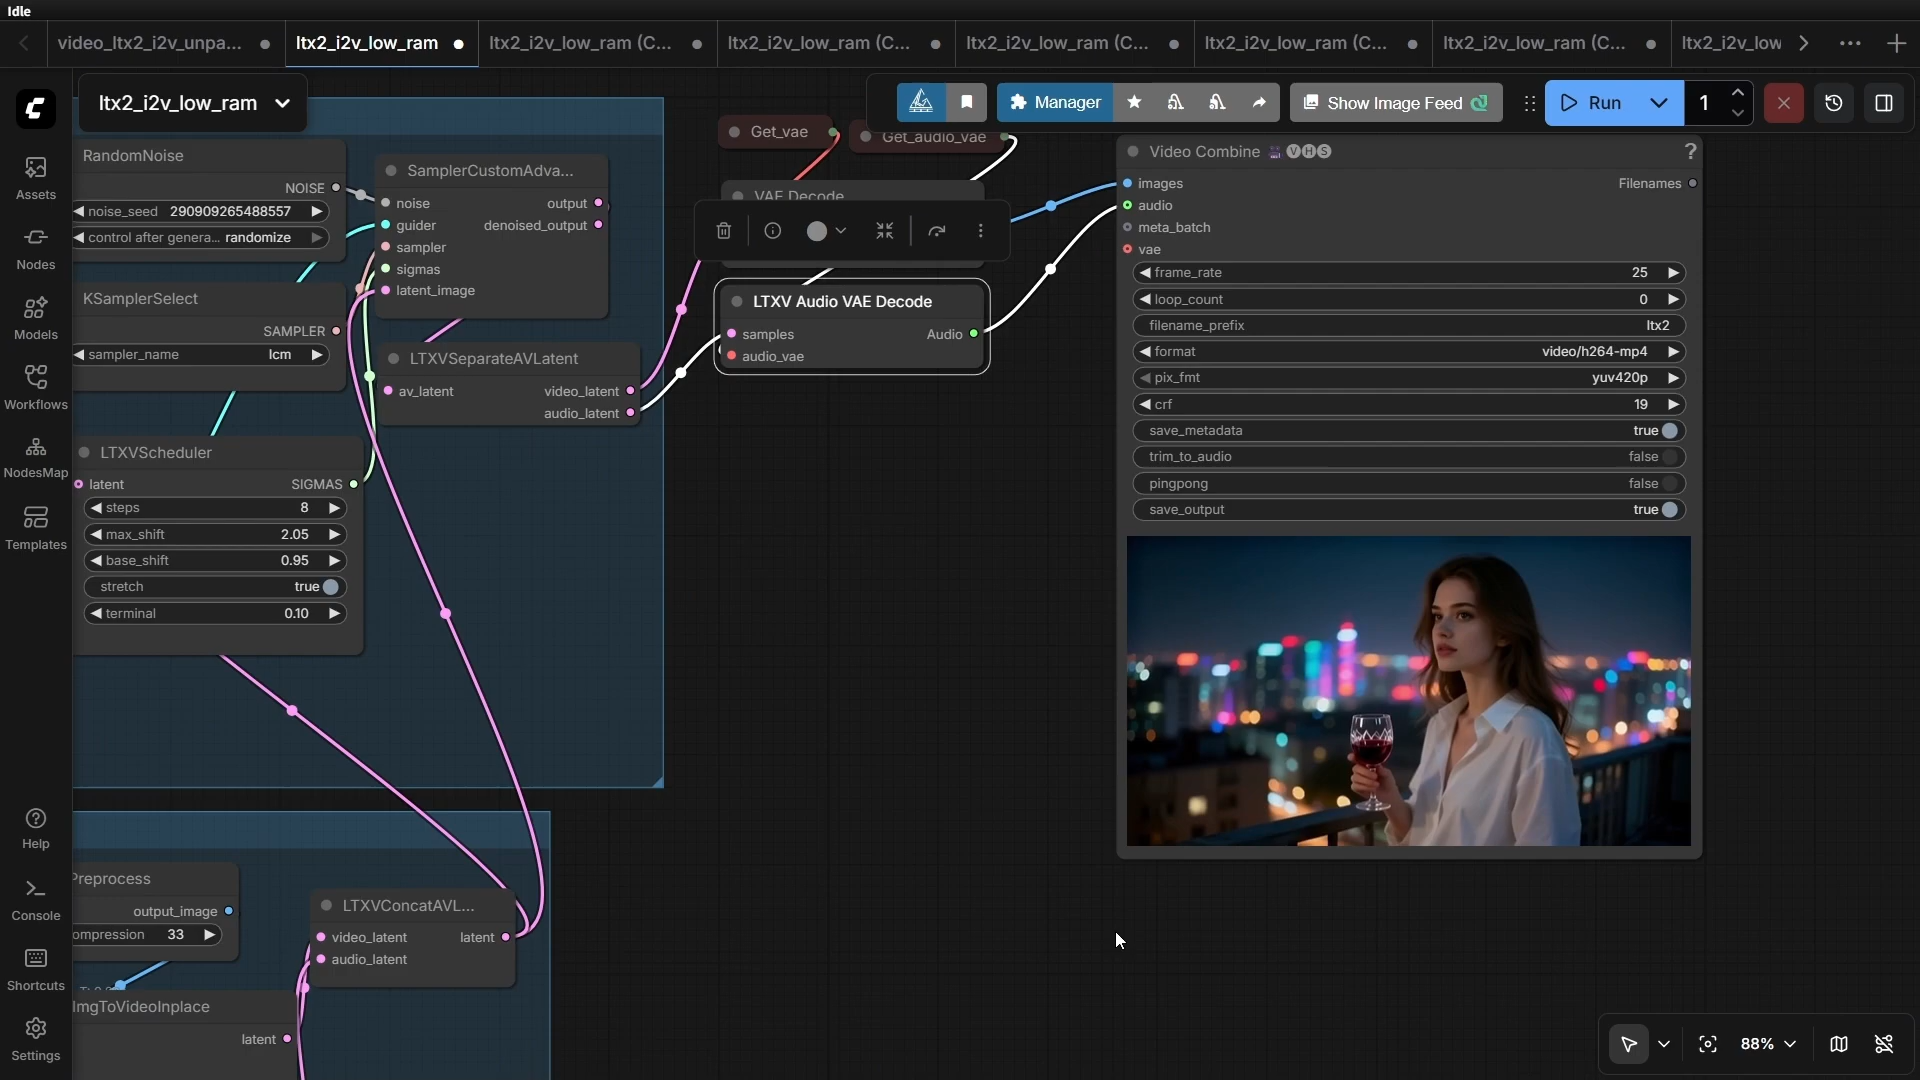 Idle
video_ltx2_i2v_unpa...
ltx2_i2v_low_ram
ltx2_i2v_low_ram (C...
ltx2_i2v_low_ram (C...
ltx2_i2v_low_ram (C...
ltx2_i2v_low_ram (C...
ltx2_i2v_low_ram (C...
ltx2_i2v_low
ltx2_i2v_low_ram
Manager
Show Image Feed
Run
1
Assets
Nodes
Models
Workflows
NodesMap
Templates
Help
Console
Shortcuts
Settings
RandomNoise
NOISE
noise_seed 290909265488557
control after genera... randomize
KSamplerSelect
SAMPLER
sampler_name lcm
LTXVScheduler
latent SIGMAS
steps 8
max_shift 2.05
base_shift 0.95
stretch true
terminal 0.10
SamplerCustomAdva...
noise output
guider denoised_output
sampler
sigmas
latent_image
LTXVSeparateAVLatent
av_latent video_latent
audio_latent
Get_vae
Get_audio_vae
VAE Decode
LTXV Audio VAE Decode
samples Audio
audio_vae
Video Combine VHS ?
images Filenames
audio
meta_batch
vae
frame_rate 25
loop_count 0
filename_prefix ltx2
format video/h264-mp4
pix_fmt yuv420p
crf 19
save_metadata true
trim_to_audio false
pingpong false
save_output true
Preprocess
output_image
ompression 33
ImgToVideoInplace
latent
LTXVConcatAVL...
video_latent latent
audio_latent
88%